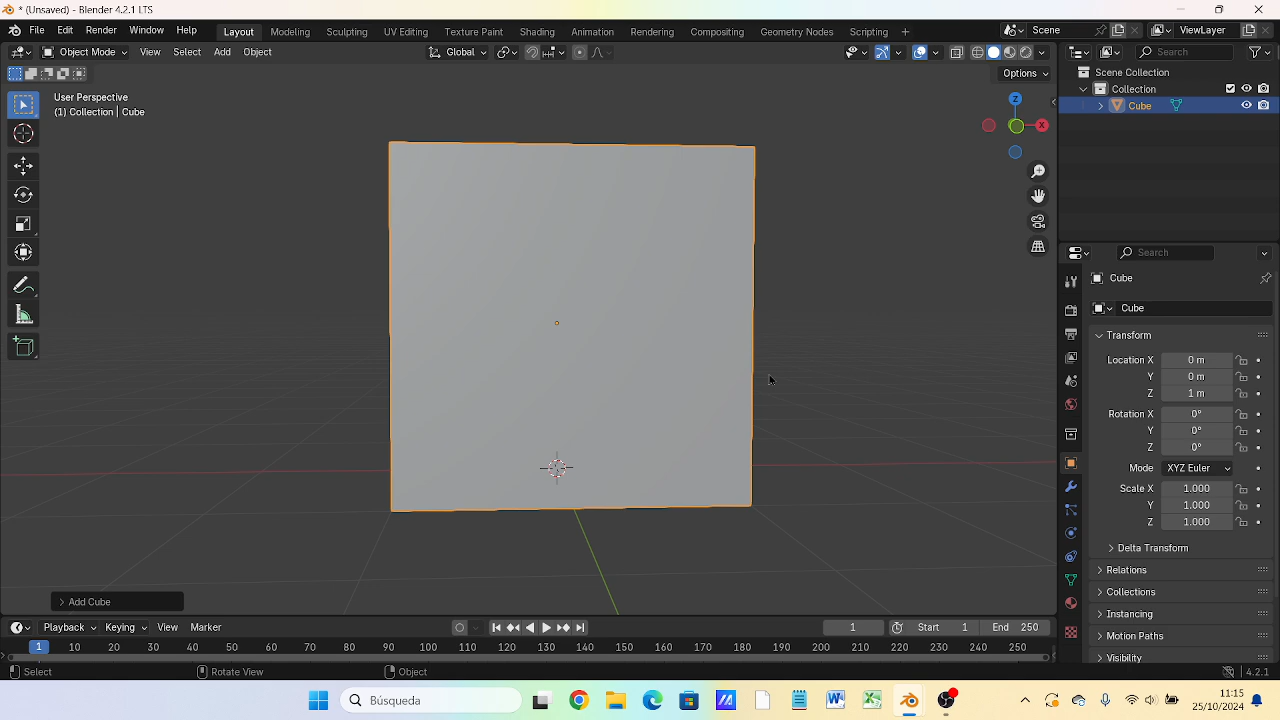 * (Unsaved) - Blender 4.2.1 LTS
File Edit Render Window Help Layout Modeling Sculpting UV Editing Texture Paint Shading Animation Rendering Compositing Geometry Nodes Scripting + Scene ViewLayer
Object Mode View Select Add Object Global Search
Options
User Perspective
(1) Collection | Cube
Z
X
Scene Collection
Collection
Cube
Search
Cube
Cube
Transform
Location X 0 m
Y 0 m
Z 1 m
Rotation X 0°
Y 0°
Z 0°
Mode XYZ Euler
Scale X 1.000
Y 1.000
Z 1.000
Delta Transform
Relations
Collections
Instancing
Motion Paths
Visibility
Add Cube
Playback Keying View Marker 1 Start 1 End 250
1 10 20 30 40 50 60 70 80 90 100 110 120 130 140 150 160 170 180 190 200 210 220 230 240 250
Select Rotate View Object 4.2.1
Búsqueda
11:15
25/10/2024